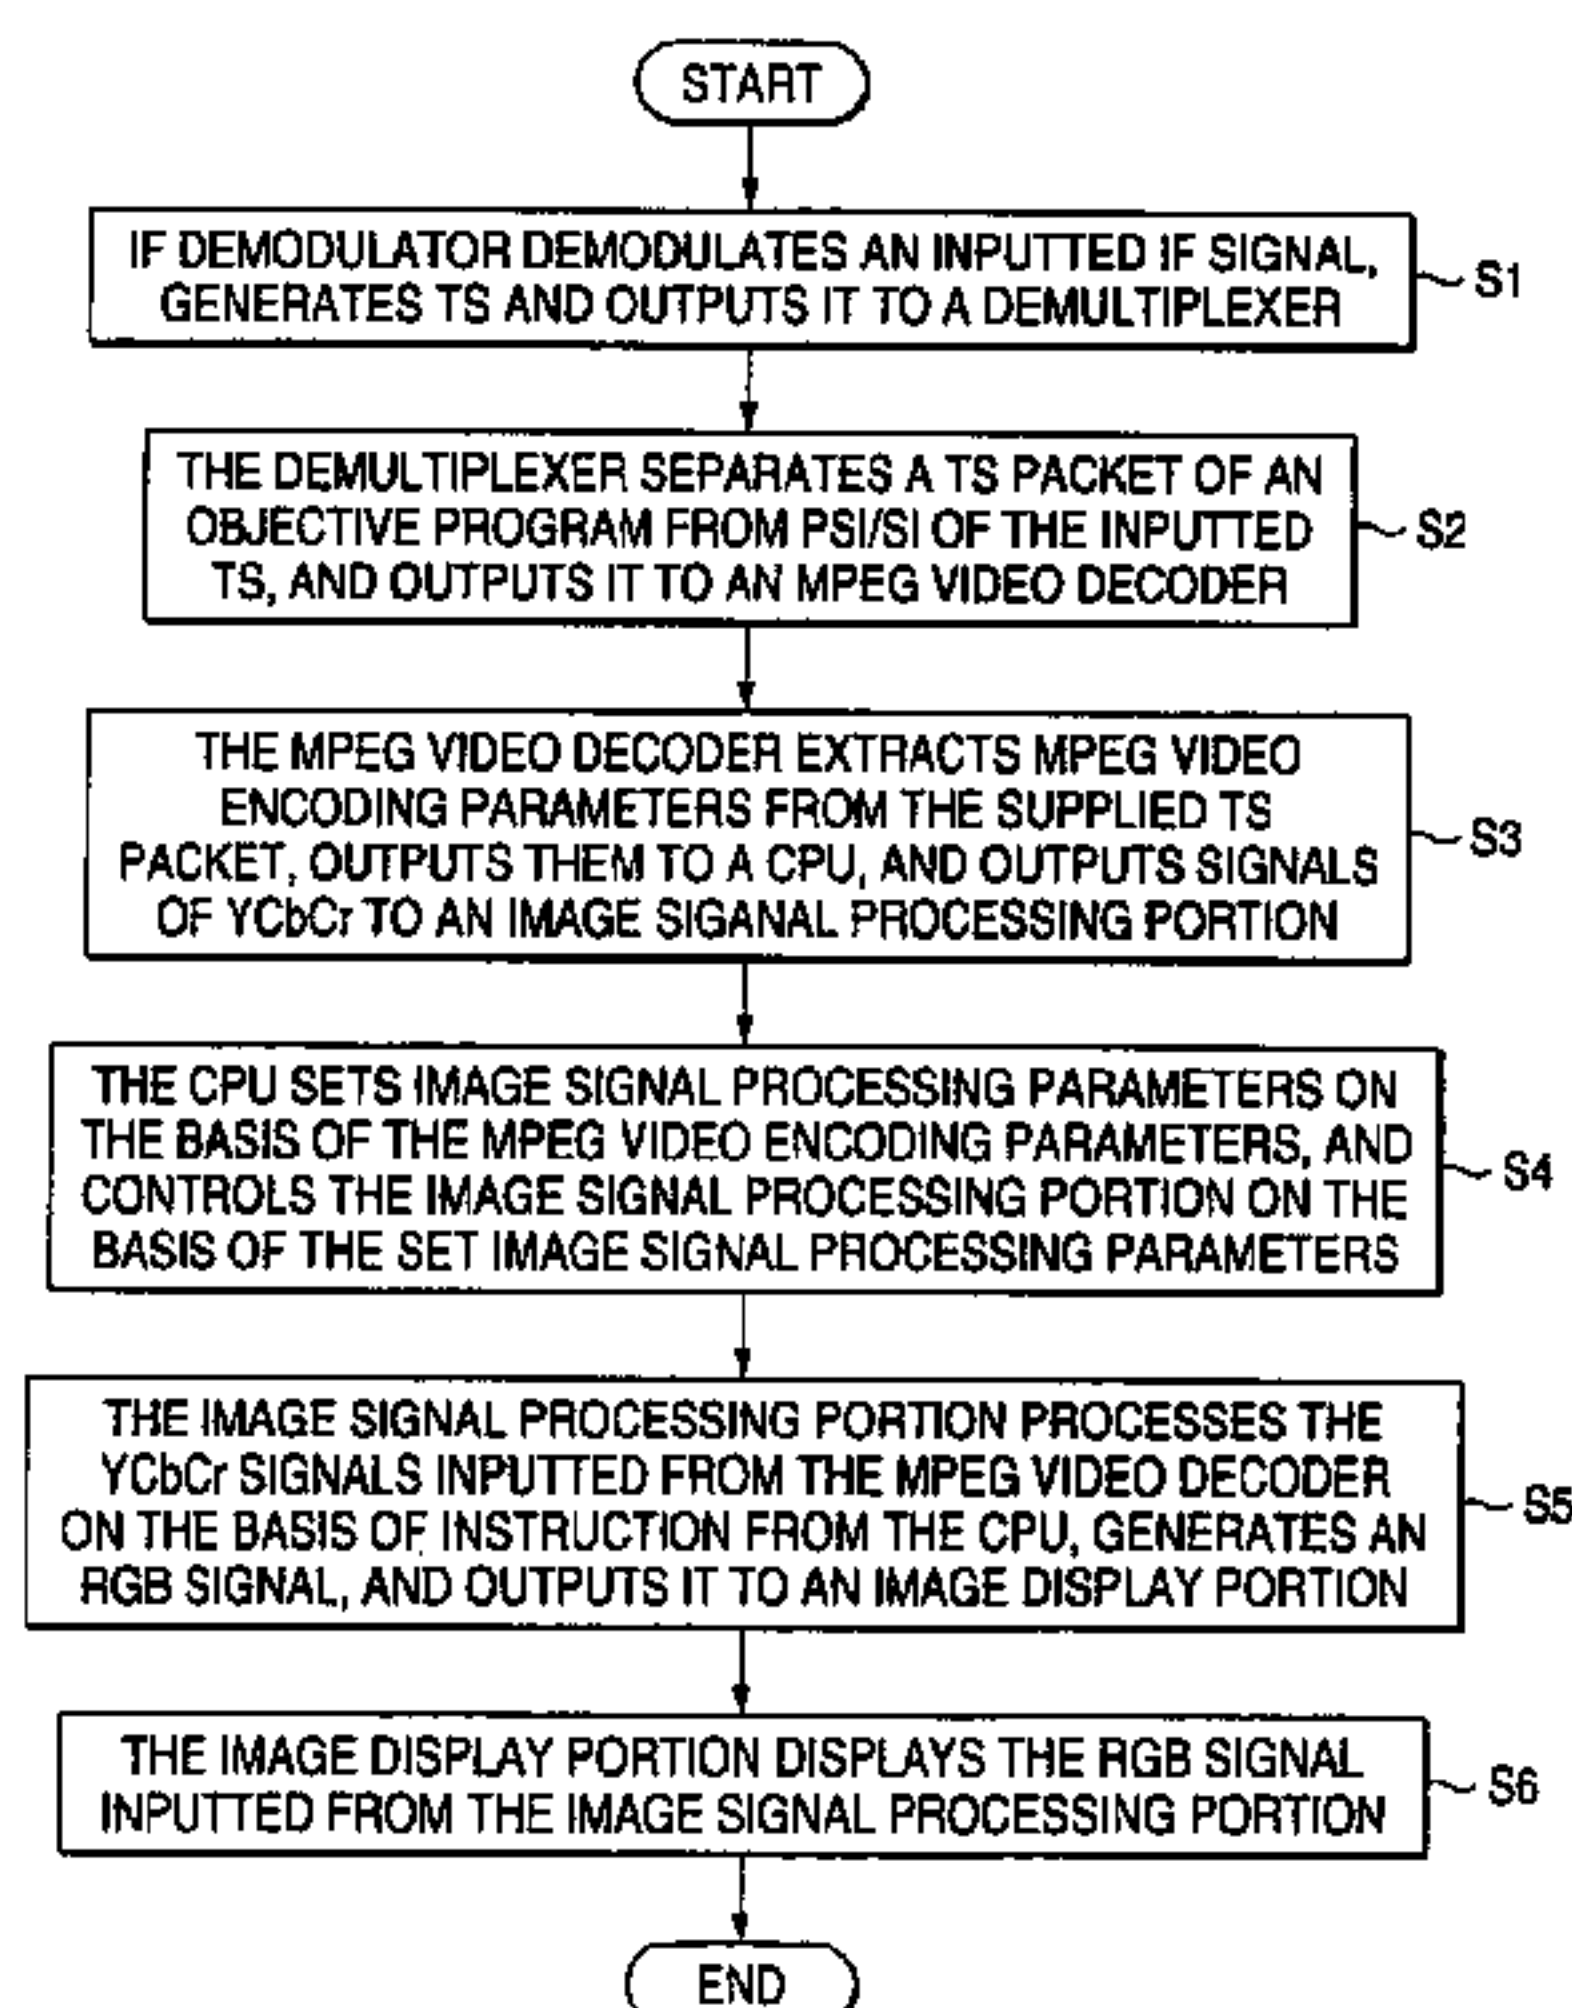 START
IF DEMODULATOR DEMODULATES AN INPUTTED IF SIGNAL,
GENERATES TS AND OUTPUTS IT TO A DEMULTIPLEXER
S1
THE DEMULTIPLEXER SEPARATES A TS PACKET OF AN
OBJECTIVE PROGRAM FROM PSI/SI OF THE INPUTTED
TS, AND OUTPUTS IT TO AN MPEG VIDEO DECODER
S2
THE MPEG VIDEO DECODER EXTRACTS MPEG VIDEO
ENCODING PARAMETERS FROM THE SUPPLIED TS
PACKET, OUTPUTS THEM TO A CPU, AND OUTPUTS SIGNALS
OF YCbCr TO AN IMAGE SIGANAL PROCESSING PORTION
S3
THE CPU SETS IMAGE SIGNAL PROCESSING PARAMETERS ON
THE BASIS OF THE MPEG VIDEO ENCODING PARAMETERS, AND
CONTROLS THE IMAGE SIGNAL PROCESSING PORTION ON THE
BASIS OF THE SET IMAGE SIGNAL PROCESSING PARAMETERS
S4
THE IMAGE SIGNAL PROCESSING PORTION PROCESSES THE
YCbCr SIGNALS INPUTTED FROM THE MPEG VIDEO DECODER
ON THE BASIS OF INSTRUCTION FROM THE CPU, GENERATES AN
RGB SIGNAL, AND OUTPUTS IT TO AN IMAGE DISPLAY PORTION
S5
THE IMAGE DISPLAY PORTION DISPLAYS THE RGB SIGNAL
INPUTTED FROM THE IMAGE SIGNAL PROCESSING PORTION
S6
END